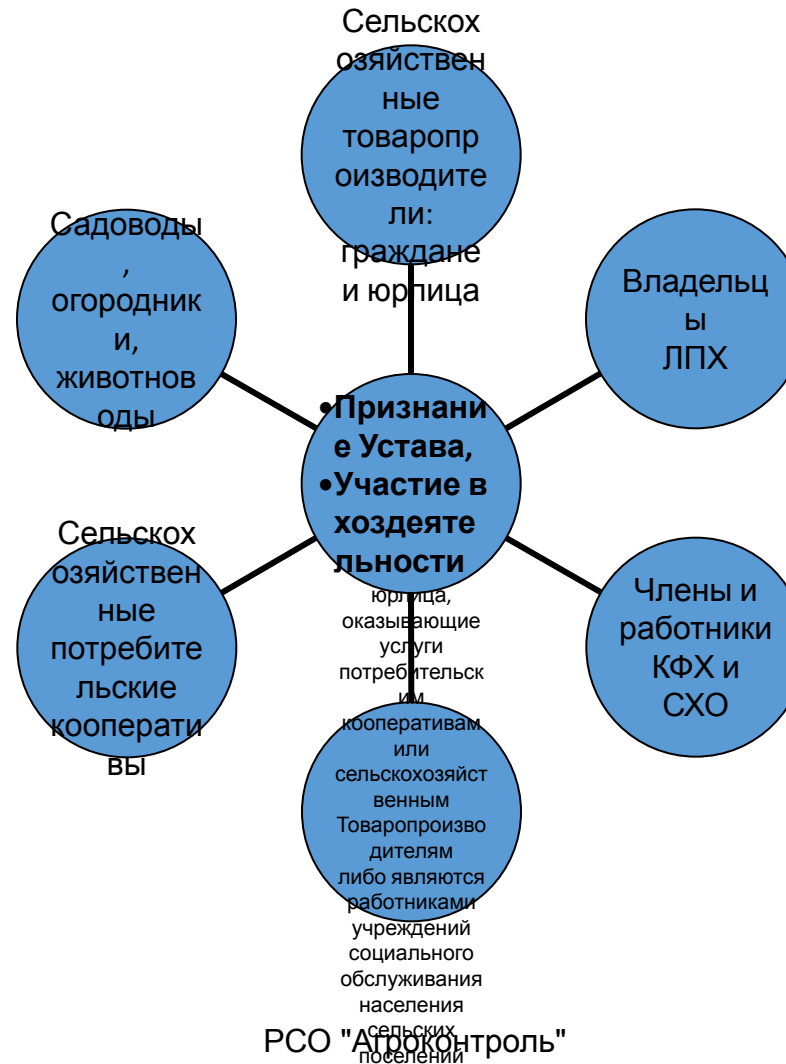 Сельскох
озяйствен
ные
товаропр
оизводите
ли:
граждане
и юрлица
Владельц
ы
ЛПХ
Члены и
работники
КФХ и
СХО
юрлица,
оказывающие
услуги
потребительск
им
кооперативам
или
сельскохозяйст
венным
Товаропроизво
дителям
либо являются
работниками
учреждений
социального
обслуживания
населения
сельских
поселений
Сельскох
озяйствен
ные
потребите
льские
кооперати
вы
Садоводы
,
огородник
и,
животнов
оды
•Признани
е Устава,
•Участие в
хоздеяте
льности
РСО "Агроконтроль"